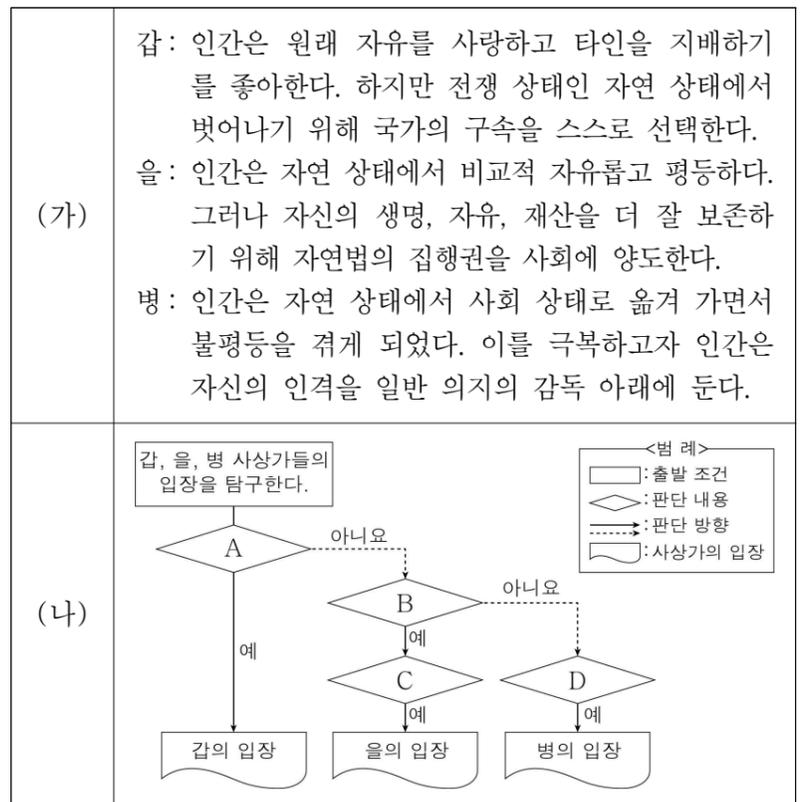 (가)
갑: 인간은 원래 자유를 사랑하고 타인을 지배하기
를 좋아한다. 하지만 전쟁 상태인 자연 상태에서
벗어나기 위해 국가의 구속을 스스로 선택한다.
을: 인간은 자연 상태에서 비교적 자유롭고 평등하다.
그러나 자신의 생명, 자유, 재산을 더 잘 보존하
기 위해 자연법의 집행권을 사회에 양도한다.
병: 인간은 자연 상태에서 사회 상태로 옮겨 가면서
불평등을 겪게 되었다. 이를 극복하고자 인간은
자신의 인격을 일반 의지의 감독 아래에 둔다.
(나)
갑, 을, 병 사상가들의
입장을 탐구한다.
<범 례>
:출발 조건
:판단 내용
:판단 방향
:사상가의 입장
A
아니요
B
아니요
예
예
C
D
예
예
갑의 입장
을의 입장
병의 입장